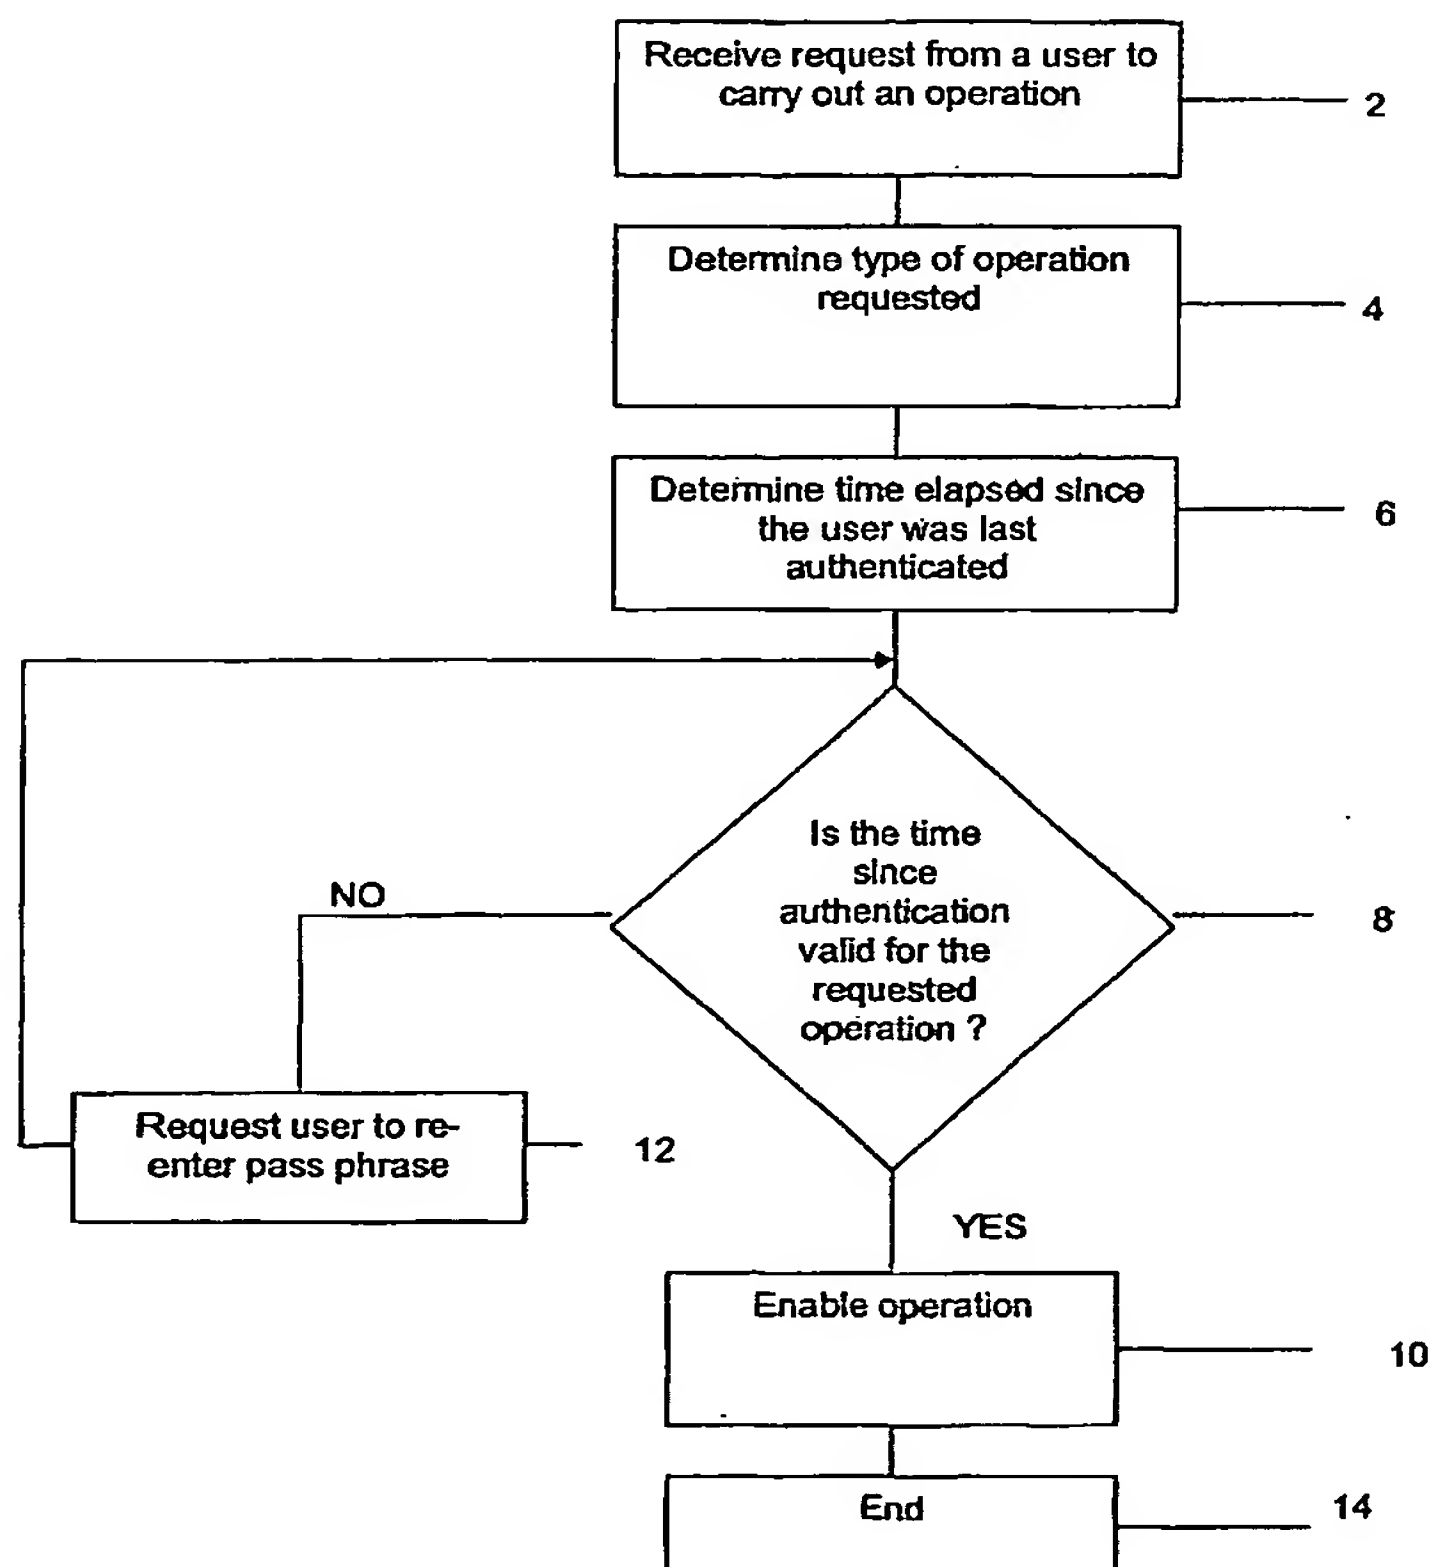 Receive request from a user to
carry out an operation
2
Determine type of operation
requested
4
Determine time elapsed since
the user was last
authenticated
6
Is the time
since
authentication
valid for the
requested
operation ?
8
NO
Request user to re-
enter pass phrase
12
YES
Enable operation
10
End
14